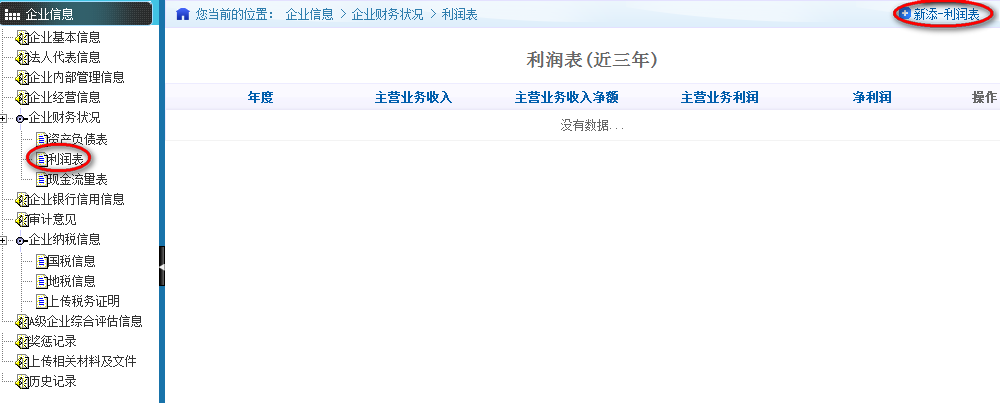 企业信息
企业基本信息
法人代表信息
企业内部管理信息
企业经营信息
企业财务状况
资产负债表
利润表
现金流量表
企业银行信用信息
审计意见
企业纳税信息
国税信息
地税信息
上传税务证明
A级企业综合评估信息
奖惩记录
上传相关材料及文件
历史记录
您当前的位置： 企业信息 > 企业财务状况 > 利润表
新添-利润表
利润表(近三年)
年度 主营业务收入 主营业务收入净额 主营业务利润 净利润 操作
没有数据...